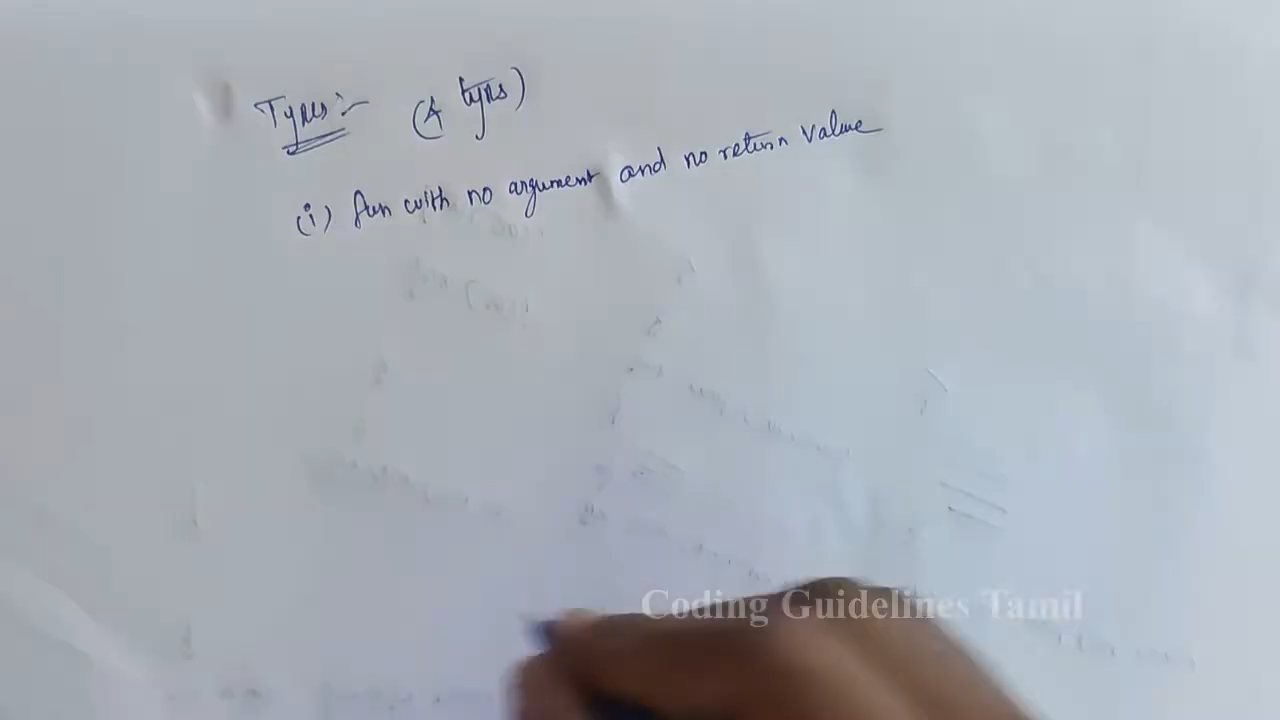 Types :- (4 types)
(i) fun with no argument and no return value
Coding Guidelines Tamil